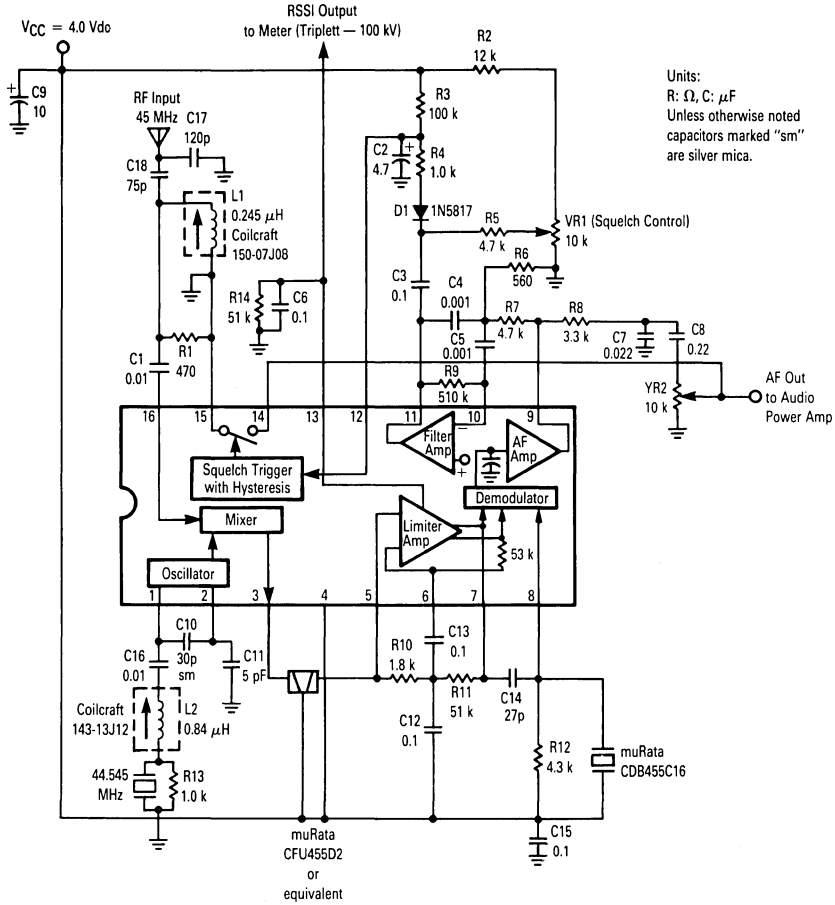 RSSI Output
to Meter (Triplett — 100 kV)
VCC = 4.0 Vdc
R2
12 k
Units:
R: Ω, C: μF
Unless otherwise noted
capacitors marked "sm"
are silver mica.
+
C9
10
RF Input
45 MHz
C17
120p
C18
75p
R3
100 k
C2
4.7
+
R4
1.0 k
L1
0.245 μH
Coilcraft
150-07J08
D1
1N5817
R5
4.7 k
VR1 (Squelch Control)
10 k
R6
560
C3
0.1
C4
0.001
R14
51 k
C6
0.1
R7
4.7 k
R8
3.3 k
C5
0.001
C7
0.022
C8
0.22
C1
0.01
R1
470
R9
510 k
YR2
10 k
AF Out
to Audio
Power Amp
16
15
14
13
12
11
10
9
Filter
Amp
−
+
AF
Amp
Squelch Trigger
with Hysteresis
Demodulator
Mixer
Limiter
Amp
53 k
Oscillator
1
2
3
4
5
6
7
8
C10
30p
sm
C16
0.01
C11
5 pF
C13
0.1
R10
1.8 k
R11
51 k
C14
27p
Coilcraft
143-13J12
L2
0.84 μH
C12
0.1
R12
4.3 k
muRata
CDB455C16
44.545
MHz
R13
1.0 k
C15
0.1
muRata
CFU455D2
or
equivalent